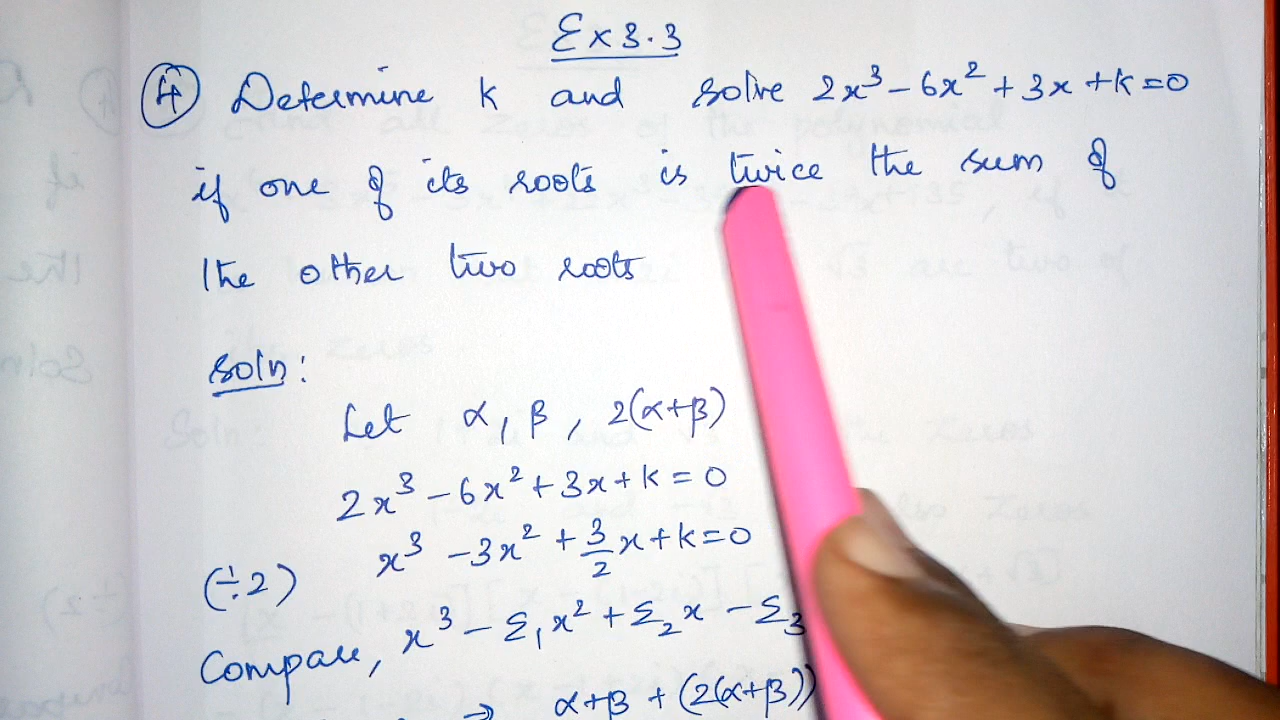 Ex 3.3
④ Determine k and solve 2x³ - 6x² + 3x + k = 0
if one of its roots is twice the sum of
the other two roots
Soln:
Let α, β, 2(α+β)
2x³ - 6x² + 3x + k = 0
(÷2) x³ - 3x² + 3/2 x + k = 0
Compare, x³ - Σ₁x² + Σ₂x - Σ₃
⇒ α+β + (2(α+β))